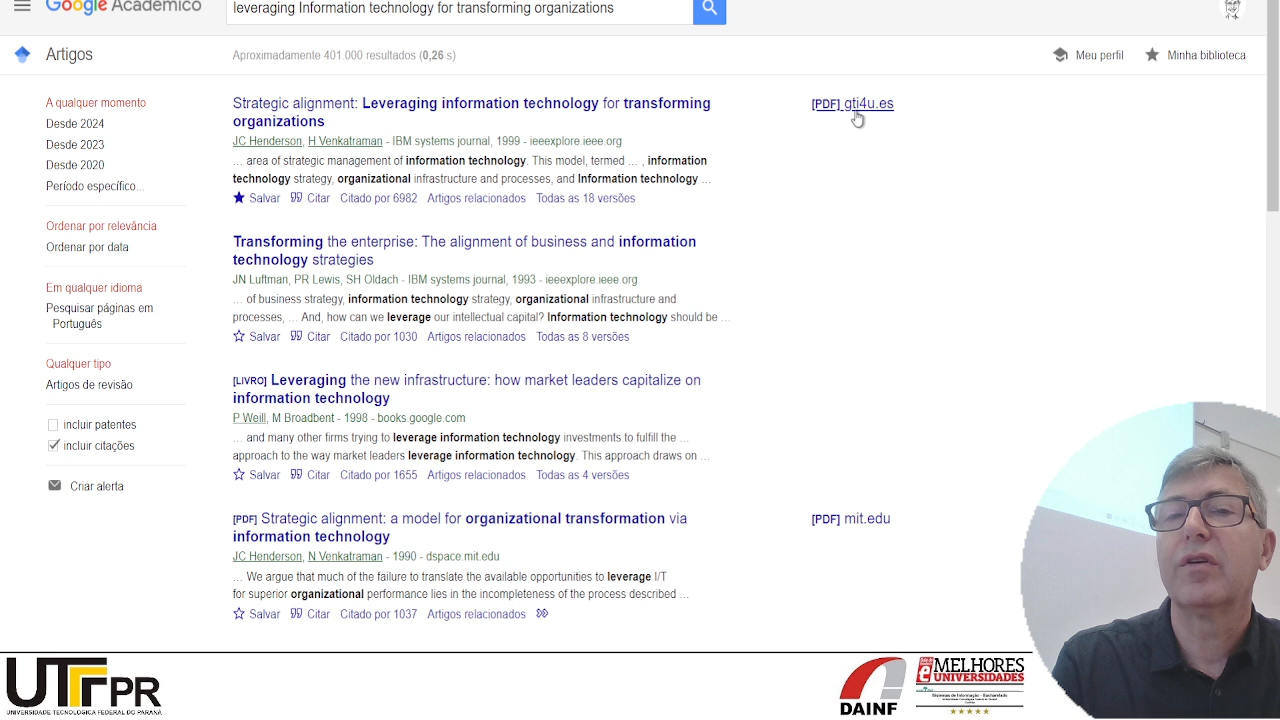 Google Acadêmico
leveraging Information technology for transforming organizations
Artigos
Aproximadamente 401.000 resultados (0,26 s)
Meu perfil
Minha biblioteca
A qualquer momento
Desde 2024
Desde 2023
Desde 2020
Período específico...
Ordenar por relevância
Ordenar por data
Em qualquer idioma
Pesquisar páginas em
Português
Qualquer tipo
Artigos de revisão
incluir patentes
incluir citações
Criar alerta
Strategic alignment: Leveraging information technology for transforming
organizations
[PDF] gti4u.es
JC Henderson, H Venkatraman - IBM systems journal, 1999 - ieeexplore.ieee.org
... area of strategic management of information technology. This model, termed ... , information
technology strategy, organizational infrastructure and processes, and Information technology ...
Salvar Citar Citado por 6982 Artigos relacionados Todas as 18 versões
Transforming the enterprise: The alignment of business and information
technology strategies
JN Luftman, PR Lewis, SH Oldach - IBM systems journal, 1993 - ieeexplore.ieee.org
... of business strategy, information technology strategy, organizational infrastructure and
processes, ... And, how can we leverage our intellectual capital? Information technology should be ...
Salvar Citar Citado por 1030 Artigos relacionados Todas as 8 versões
[LIVRO] Leveraging the new infrastructure: how market leaders capitalize on
information technology
P Weill, M Broadbent - 1998 - books.google.com
... and many other firms trying to leverage information technology investments to fulfill the ...
approach to the way market leaders leverage information technology. This approach draws on ...
Salvar Citar Citado por 1655 Artigos relacionados Todas as 4 versões
[PDF] Strategic alignment: a model for organizational transformation via
information technology
[PDF] mit.edu
JC Henderson, N Venkatraman - 1990 - dspace.mit.edu
... We argue that much of the failure to translate the available opportunities to leverage I/T
for superior organizational performance lies in the incompleteness of the process described ...
Salvar Citar Citado por 1037 Artigos relacionados
UTFPR
UNIVERSIDADE TECNOLÓGICA FEDERAL DO PARANÁ
DAINF
MELHORES
UNIVERSIDADES
Sistemas de Informação - Bacharelado